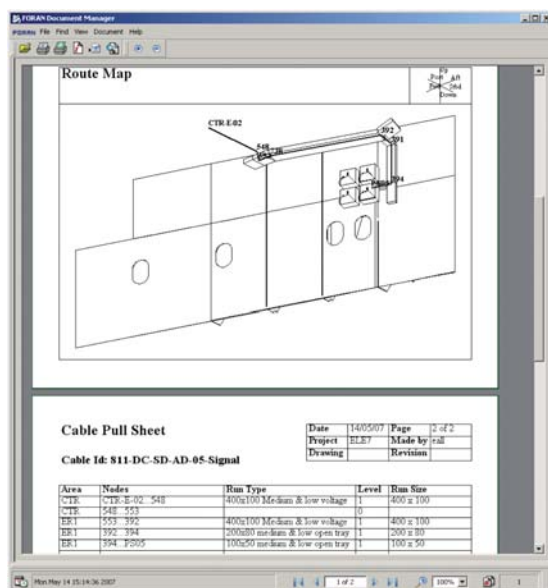 FORAN Document Manager
FORAN File Find View Document Help
Route Map
Up
Port Aft
Fore Stbd
Down
CTR-E-02
548
392
391
394
Cable Pull Sheet
Date 14/05/07 Page 2 of 2
Project ELE7 Made by eall
Drawing Revision
Cable Id: 811-DC-SD-AD-05-Signal
Area Nodes Run Type Level Run Size
CTR CTR-E-02...548 400x100 Medium & low voltage 1 400 x 100
CTR 548...553 0
ER1 553...392 400x100 Medium & low voltage 1 400 x 100
ER1 392...394 200x80 medium & low open tray 1 200 x 80
ER1 394...PS05 100x50 medium & low open tray 1 100 x 50
Mon May 14 15:14:36 2007 1 of 2 100% 1